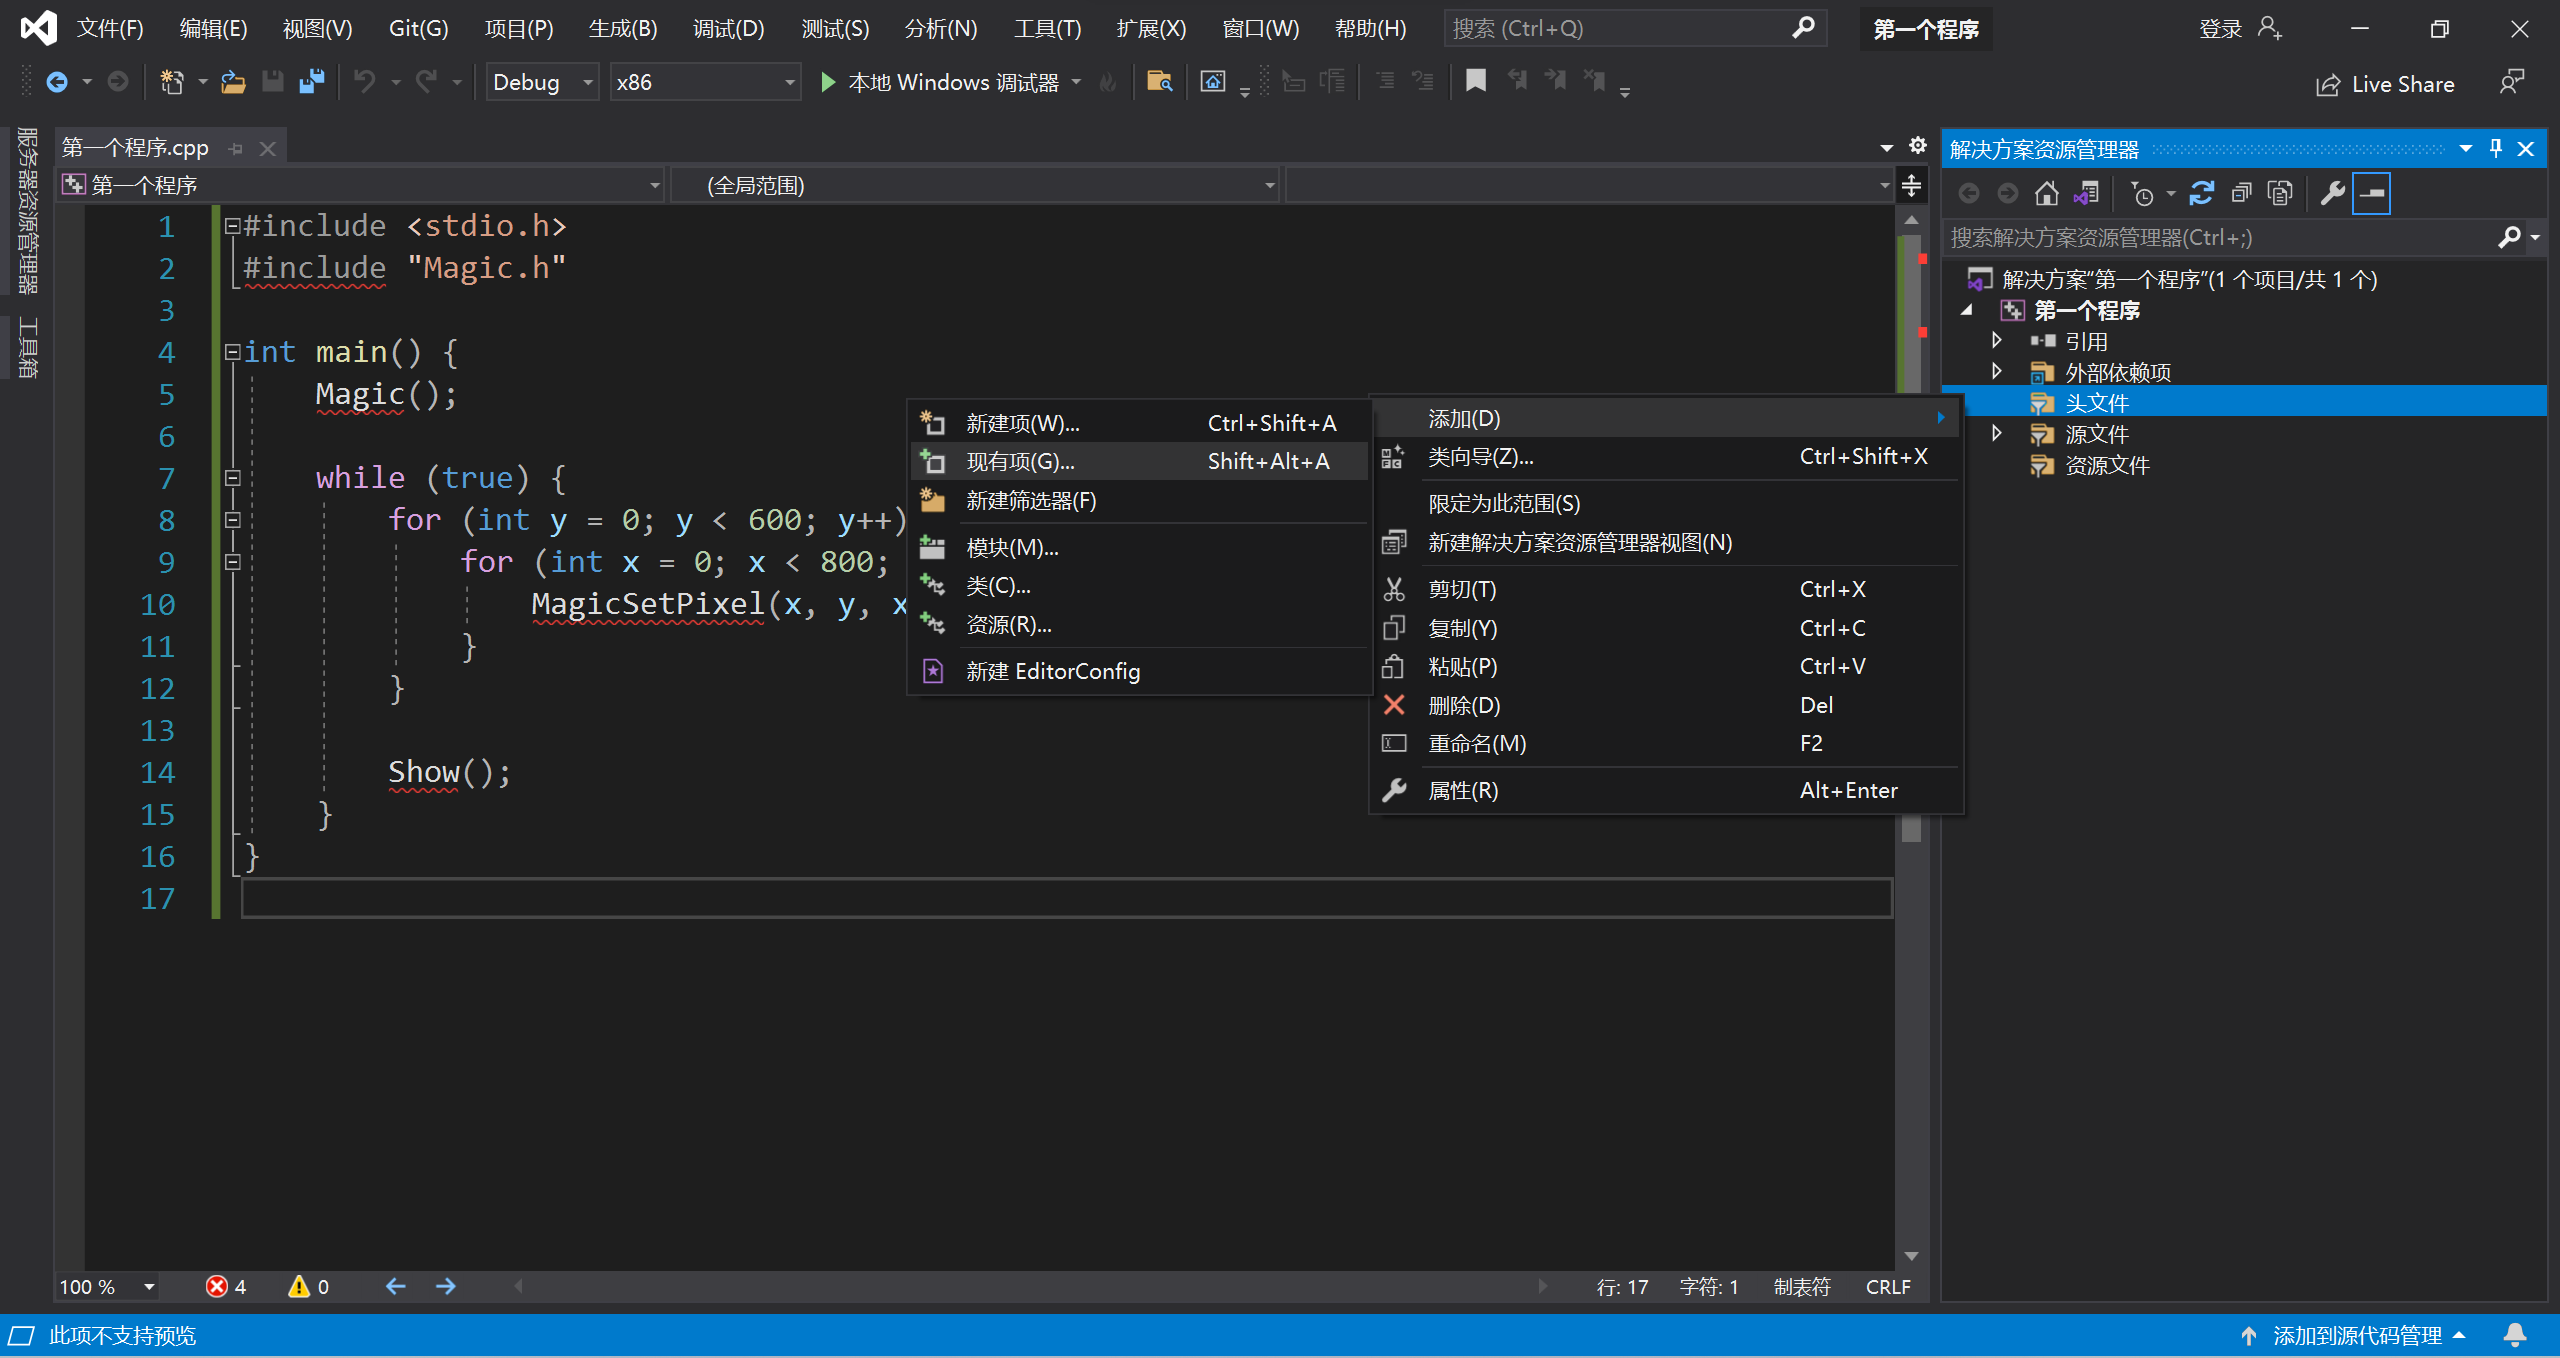 文件(F) 编辑(E) 视图(V) Git(G) 项目(P) 生成(B) 调试(D) 测试(S) 分析(N) 工具(T) 扩展(X) 窗口(W) 帮助(H) 搜索 (Ctrl+Q) 第一个程序 登录
Debug x86 本地 Windows 调试器 Live Share
服务器资源管理器
工具箱
第一个程序.cpp
第一个程序 (全局范围)
1 #include <stdio.h>
2 #include "Magic.h"
3
4 int main() {
5 Magic();
6
7 while (true) {
8 for (int y = 0; y < 600; y++)
9 for (int x = 0; x < 800;
10 MagicSetPixel(x, y, x
11 }
12 }
13
14 Show();
15 }
16 }
17
新建项(W)... Ctrl+Shift+A
现有项(G)... Shift+Alt+A
新建筛选器(F)
模块(M)...
类(C)...
资源(R)...
新建 EditorConfig
添加(D)
类向导(Z)... Ctrl+Shift+X
限定为此范围(S)
新建解决方案资源管理器视图(N)
剪切(T) Ctrl+X
复制(Y) Ctrl+C
粘贴(P) Ctrl+V
删除(D) Del
重命名(M) F2
属性(R) Alt+Enter
解决方案资源管理器
搜索解决方案资源管理器(Ctrl+;)
解决方案“第一个程序”(1 个项目/共 1 个)
第一个程序
引用
外部依赖项
头文件
源文件
资源文件
100 % 4 0 行: 17 字符: 1 制表符 CRLF
此项不支持预览 添加到源代码管理